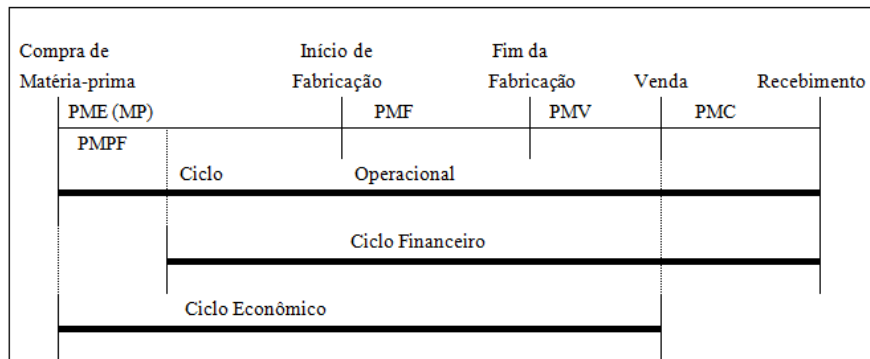 Compra de Início de Fim da
Matéria-prima Fabricação Fabricação Venda Recebimento
PME (MP) PMF PMV PMC
PMPF
Ciclo Operacional
Ciclo Financeiro
Ciclo Econômico